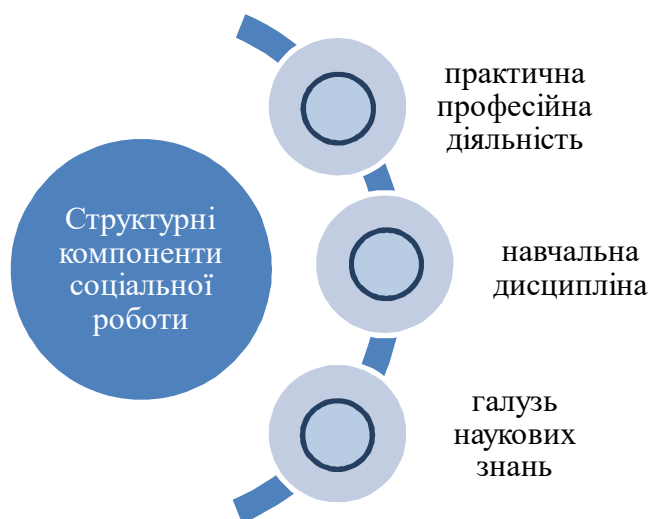 Структурні
компоненти
соціальної
роботи
практична
професійна
діяльність
навчальна
дисципліна
галузь
наукових
знань